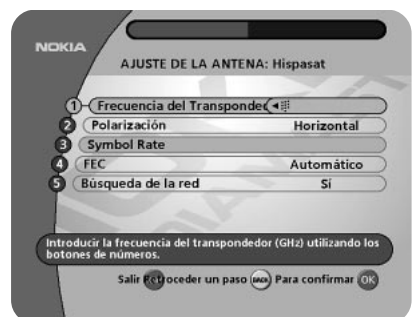 NOKIA
AJUSTE DE LA ANTENA: Hispasat
1 Frecuencia del Transponded
2 Polarización Horizontal
3 Symbol Rate
4 FEC Automático
5 Búsqueda de la red Sí
Introducir la frecuencia del transpondedor (GHz) utilizando los
botones de números.
Salir Retroceder un paso BACK Para confirmar OK